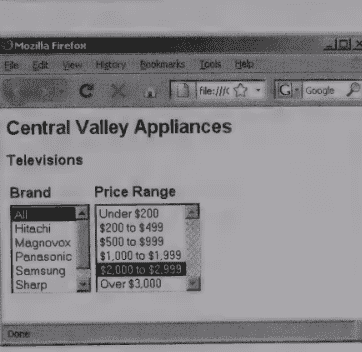 Mozilla Firefox
File Edit View History Bookmarks Tools Help
file:///C G Google
Central Valley Appliances
Televisions
Brand Price Range
All Under $200
Hitachi $200 to $499
Magnovox $500 to $999
Panasonic $1,000 to $1,999
Samsung $2,000 to $2,999
Sharp Over $3,000
Done